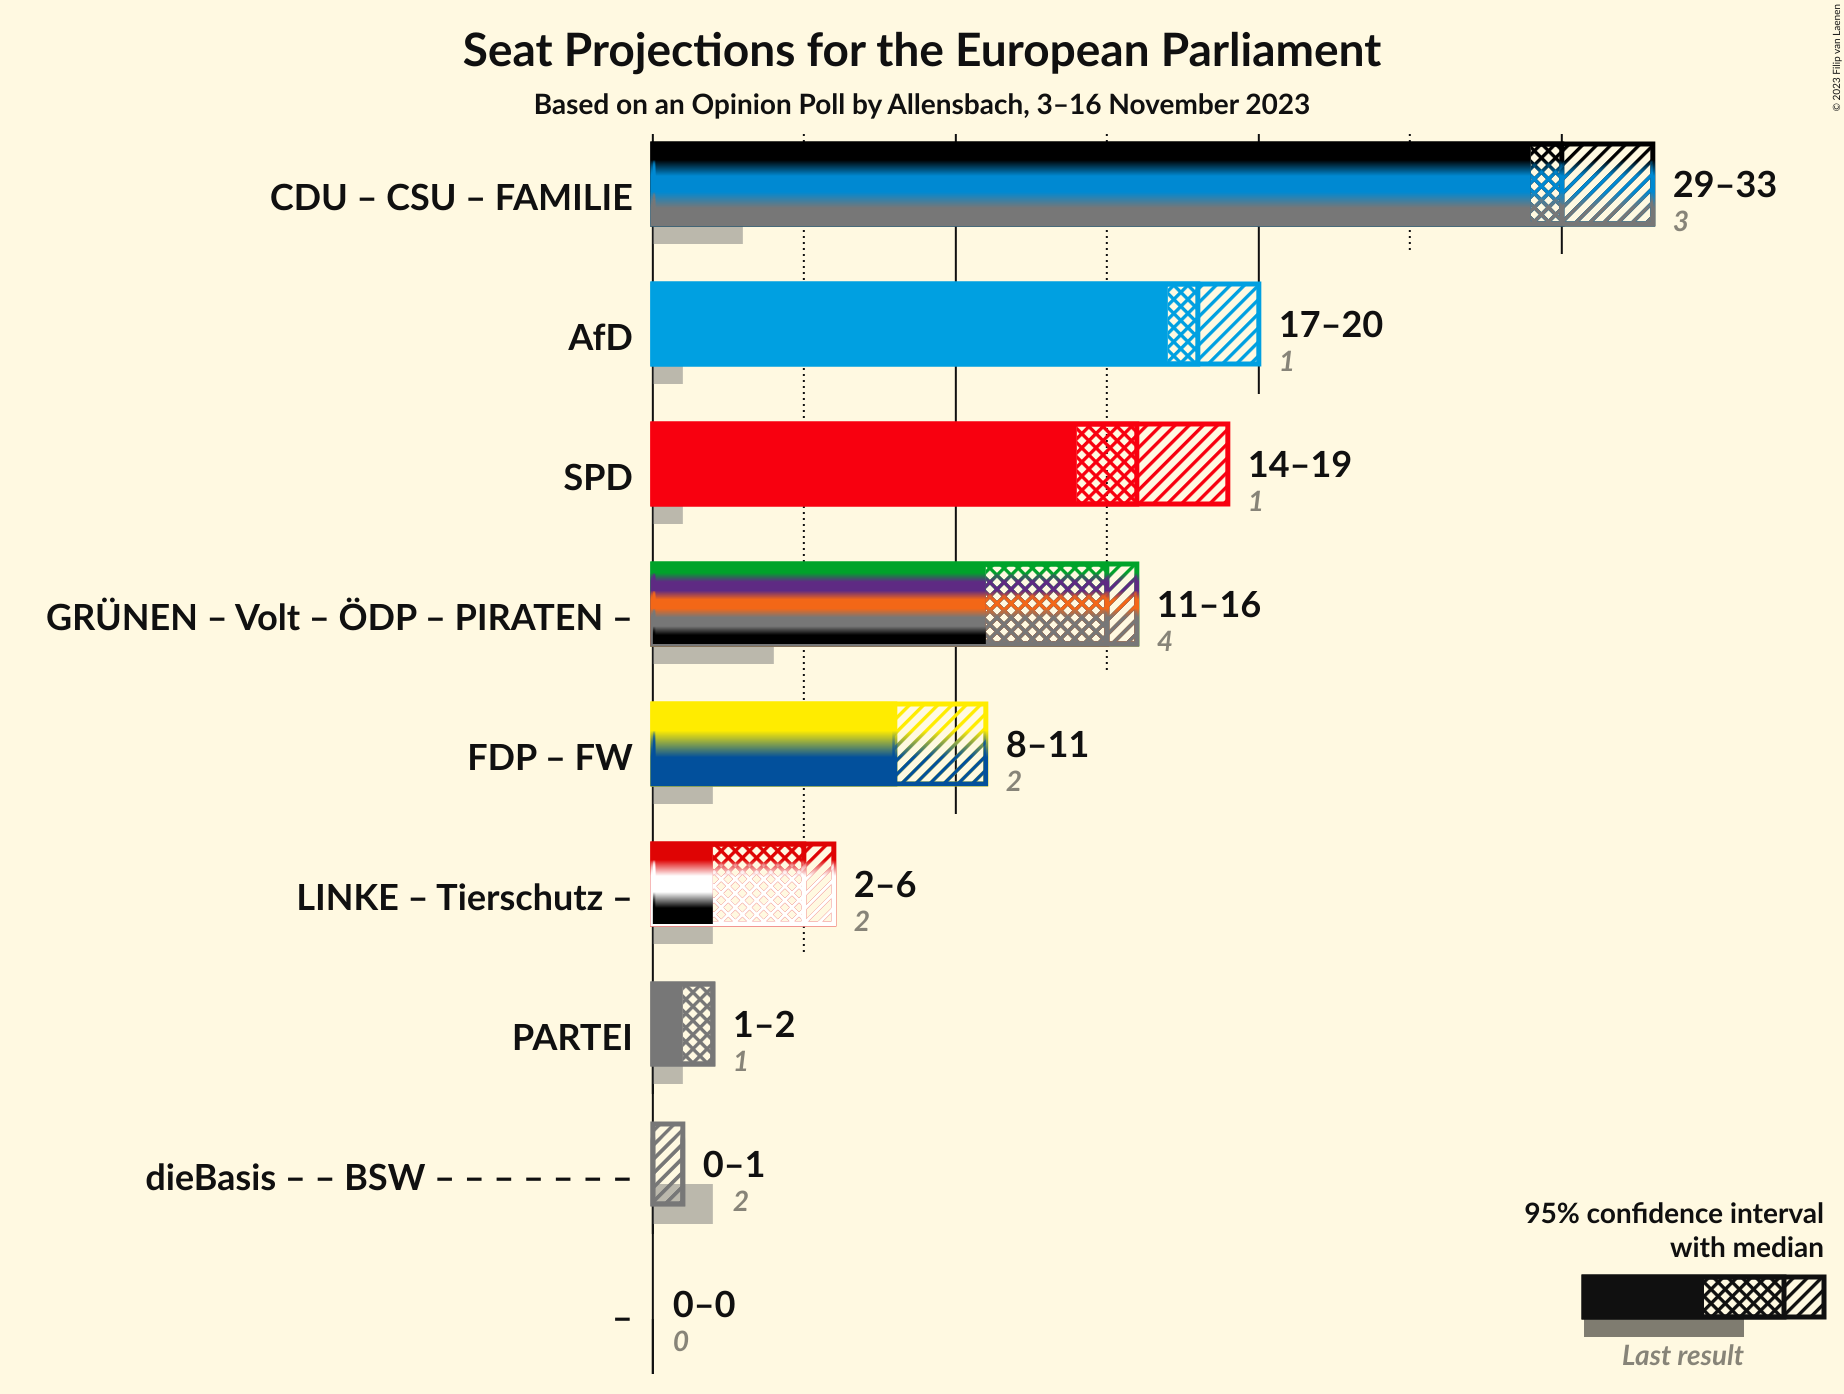 Seat Projections for the European Parliament
Based on an Opinion Poll by Allensbach, 3–16 November 2023
© 2023 Filip van Laenen
CDU – CSU – FAMILIE
29–33
3
AfD
17–20
1
SPD
14–19
1
GRÜNEN – Volt – ÖDP – PIRATEN –
11–16
4
FDP – FW
8–11
2
LINKE – Tierschutz –
2–6
2
PARTEI
1–2
1
dieBasis – – BSW – – – – – – –
0–1
2
–
0–0
0
95% confidence interval
with median
Last result